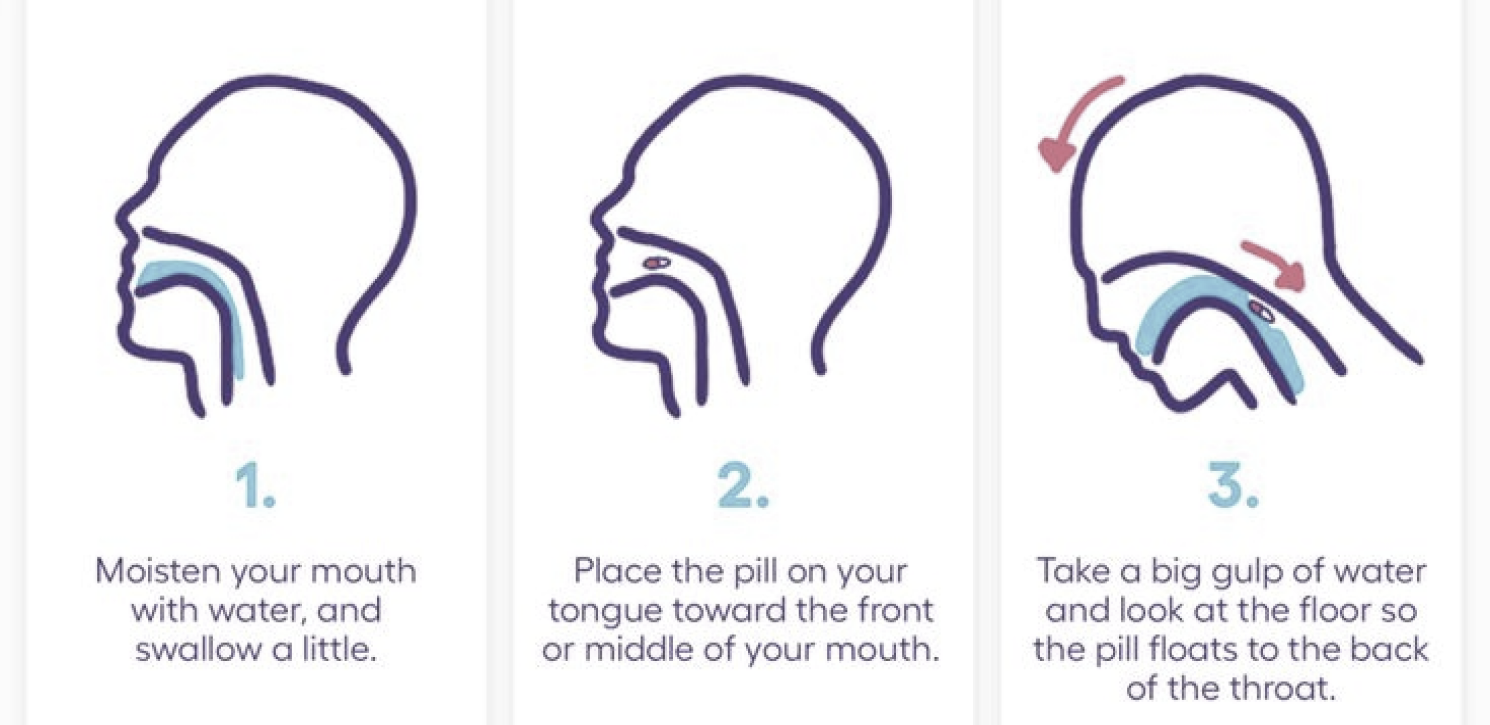 1.
Moisten your mouth
with water, and
swallow a little.
2.
Place the pill on your
tongue toward the front
or middle of your mouth.
3.
Take a big gulp of water
and look at the floor so
the pill floats to the back
of the throat.